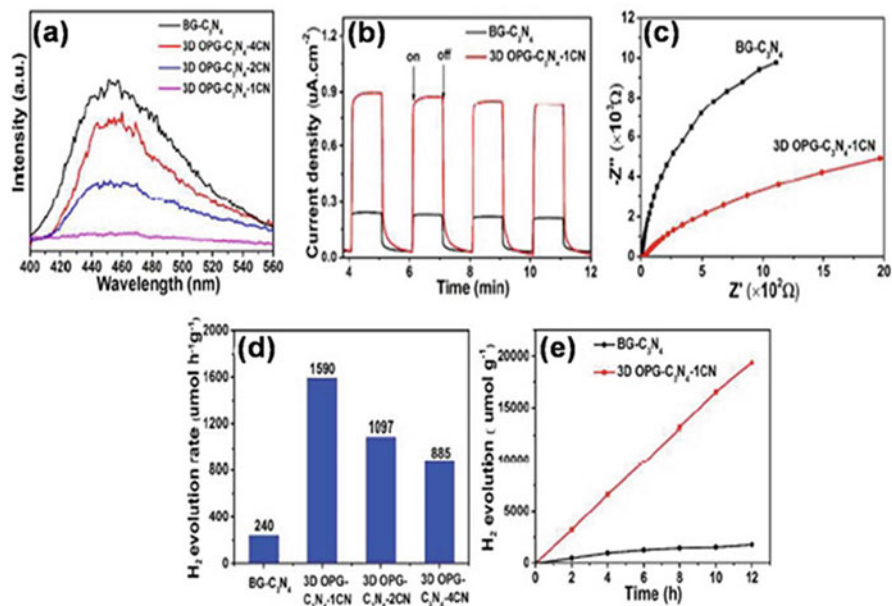 (a)
BG-C₃N₄
3D OPG-C₃N₄-4CN
3D OPG-C₃N₄-2CN
3D OPG-C₃N₄-1CN
Intensity (a.u.)
400 420 440 460 480 500 520 540 560
Wavelength (nm)
(b)
BG-C₃N₄
3D OPG-C₃N₄-1CN
on off
Current density (uA.cm⁻²)
1.2
0.9
0.6
0.3
0.0
4 6 8 10 12
Time (min)
(c)
BG-C₃N₄
3D OPG-C₃N₄-1CN
-Z'' (×10³Ω)
10
8
6
4
2
0
0 5 10 15 20
Z' (×10²Ω)
(d)
H₂ evolution rate (umol h⁻¹g⁻¹)
2000
1600
1200
800
400
0
240
1590
1097
885
BG-C₃N₄
3D OPG-
C₃N₄-1CN
3D OPG-
C₃N₄-2CN
3D OPG-
C₃N₄-4CN
(e)
BG-C₃N₄
3D OPG-C₃N₄-1CN
H₂ evolution ( umol g⁻¹)
20000
15000
10000
5000
0
0 2 4 6 8 10 12
Time (h)